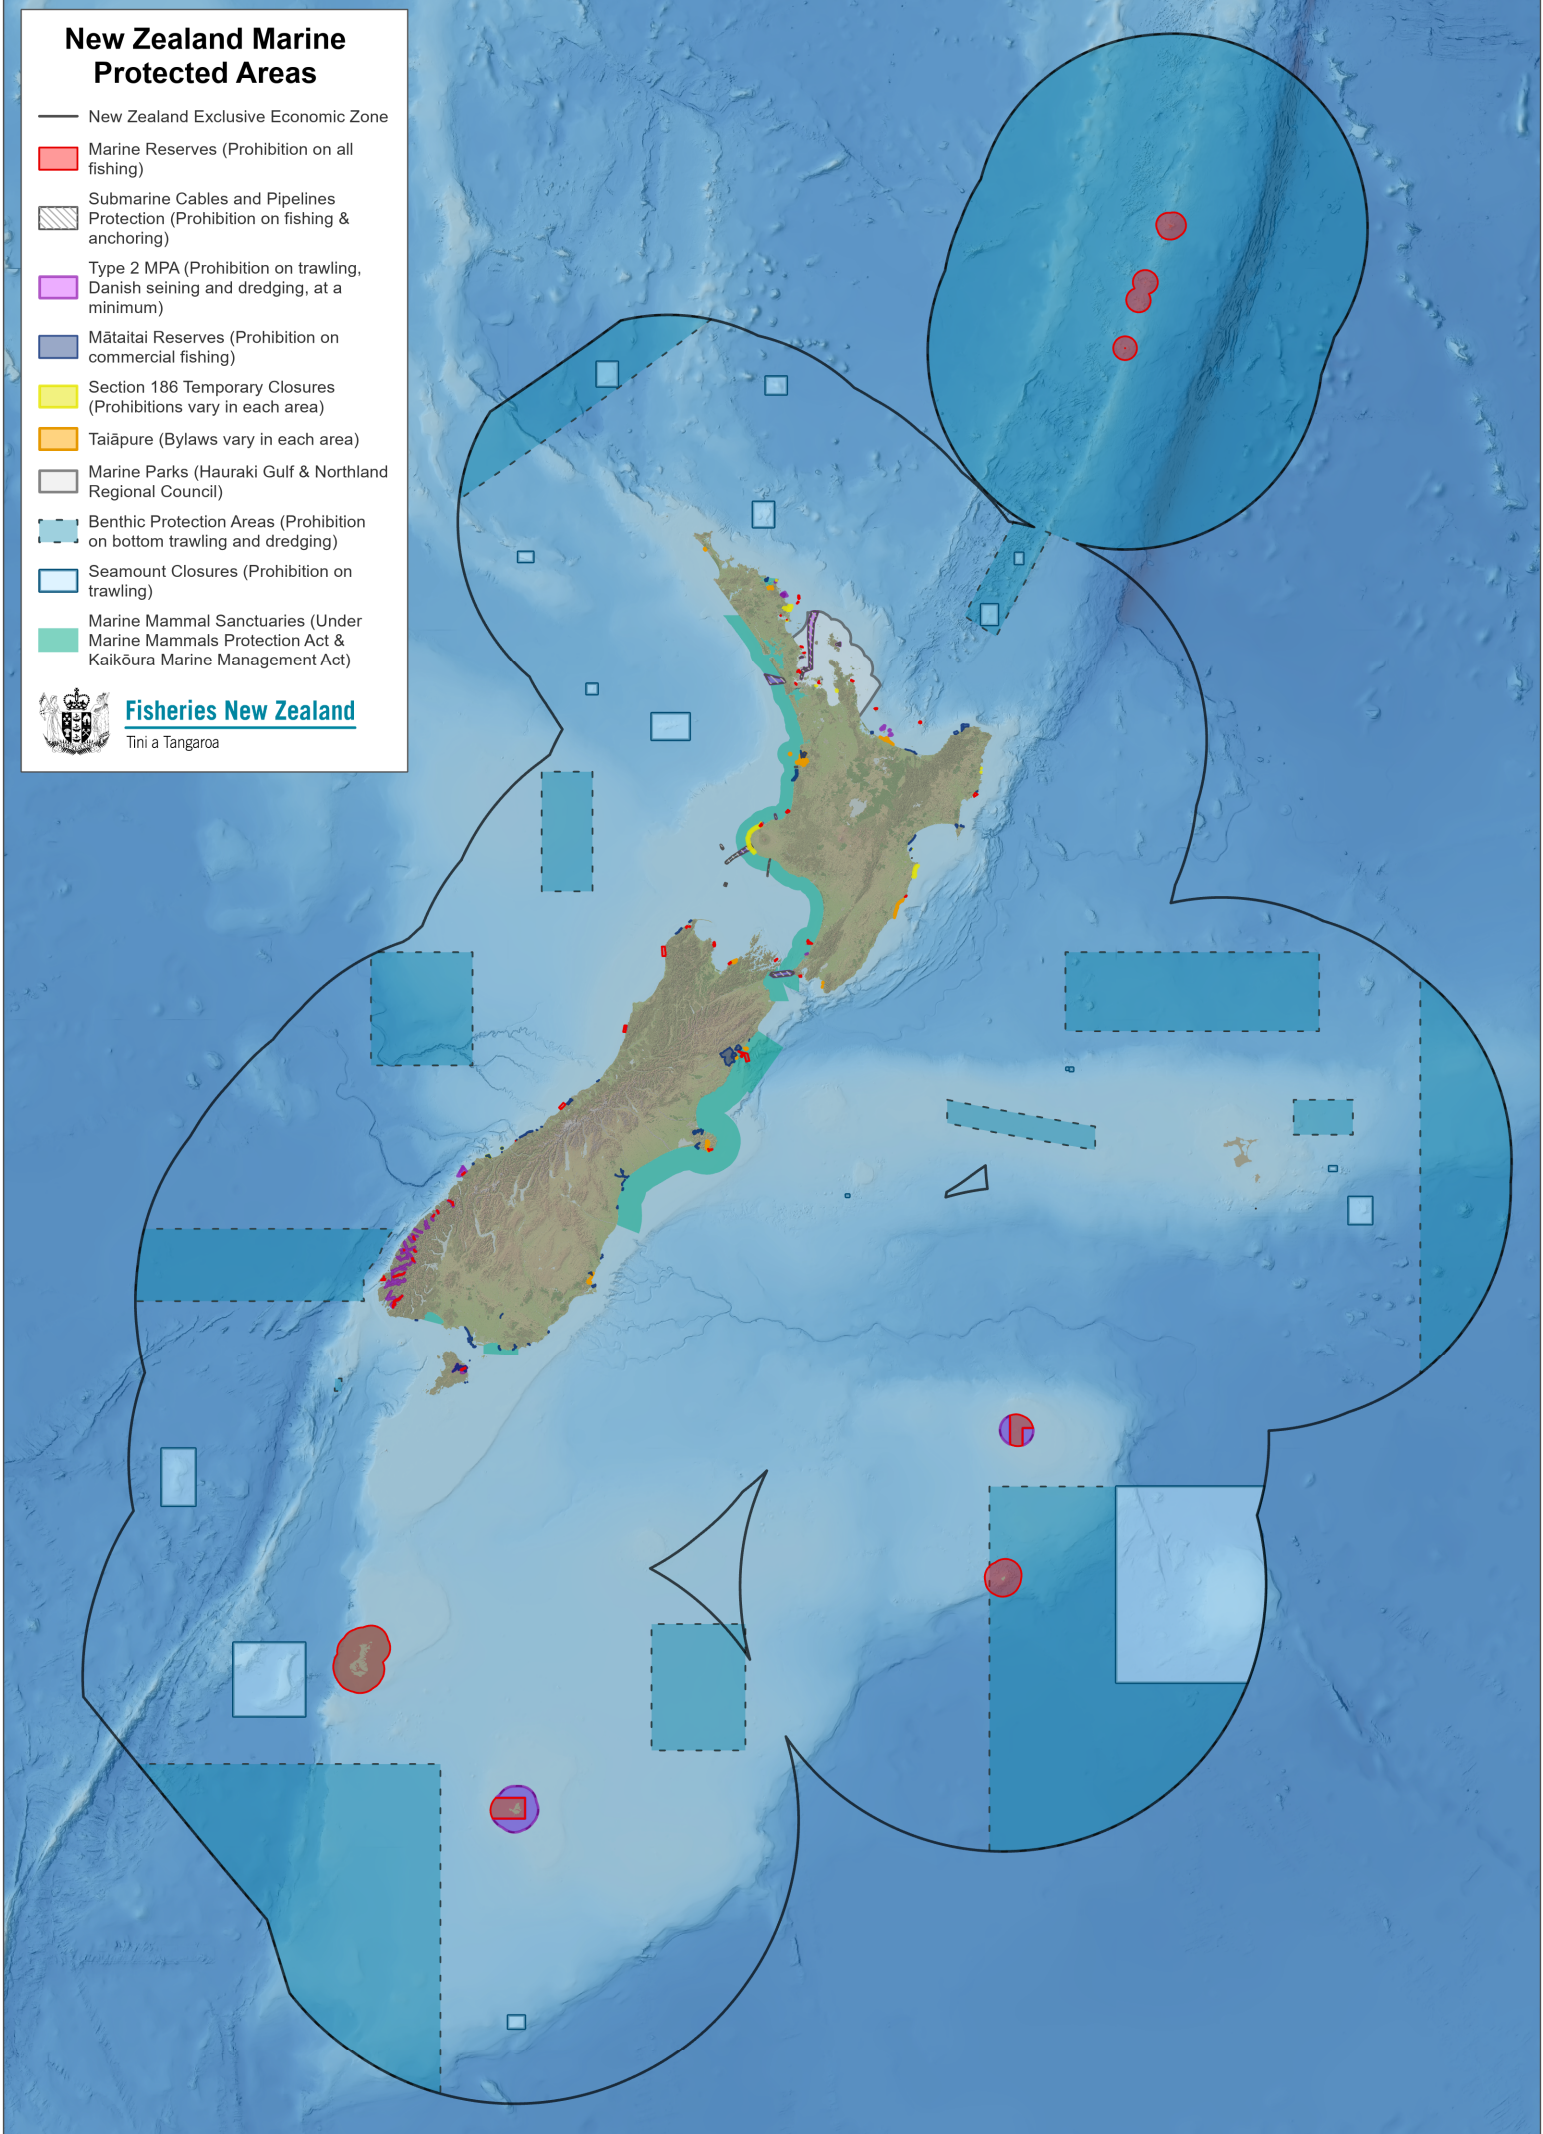 New Zealand Marine
Protected Areas
New Zealand Exclusive Economic Zone
Marine Reserves (Prohibition on all
fishing)
Submarine Cables and Pipelines
Protection (Prohibition on fishing &
anchoring)
Type 2 MPA (Prohibition on trawling,
Danish seining and dredging, at a
minimum)
Mātaitai Reserves (Prohibition on
commercial fishing)
Section 186 Temporary Closures
(Prohibitions vary in each area)
Taiāpure (Bylaws vary in each area)
Marine Parks (Hauraki Gulf & Northland
Regional Council)
Benthic Protection Areas (Prohibition
on bottom trawling and dredging)
Seamount Closures (Prohibition on
trawling)
Marine Mammal Sanctuaries (Under
Marine Mammals Protection Act &
Kaikōura Marine Management Act)
Fisheries New Zealand
Tini a Tangaroa